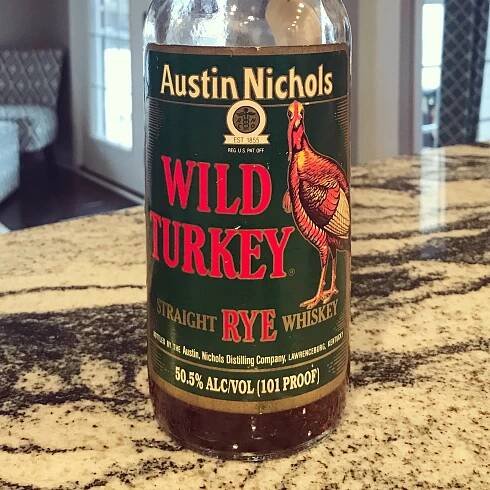 Austin Nichols
EST 1855
REG U.S PAT OFF
WILD
TURKEY®
STRAIGHT RYE WHISKEY
BOTTLED BY THE Austin, Nichols Distilling Company, LAWRENCEBURG, KENTUCKY
50.5% ALC/VOL (101 PROOF)